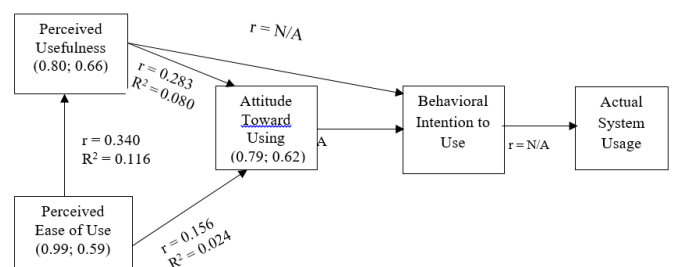 Perceived
Usefulness
(0.80; 0.66)
r = N/A
r = 0.283
R² = 0.080
Attitude
Toward
Using
(0.79; 0.62)
A
Behavioral
Intention to
Use
r = N/A
Actual
System
Usage
r = 0.340
R² = 0.116
Perceived
Ease of Use
(0.99; 0.59)
r = 0.156
R² = 0.024